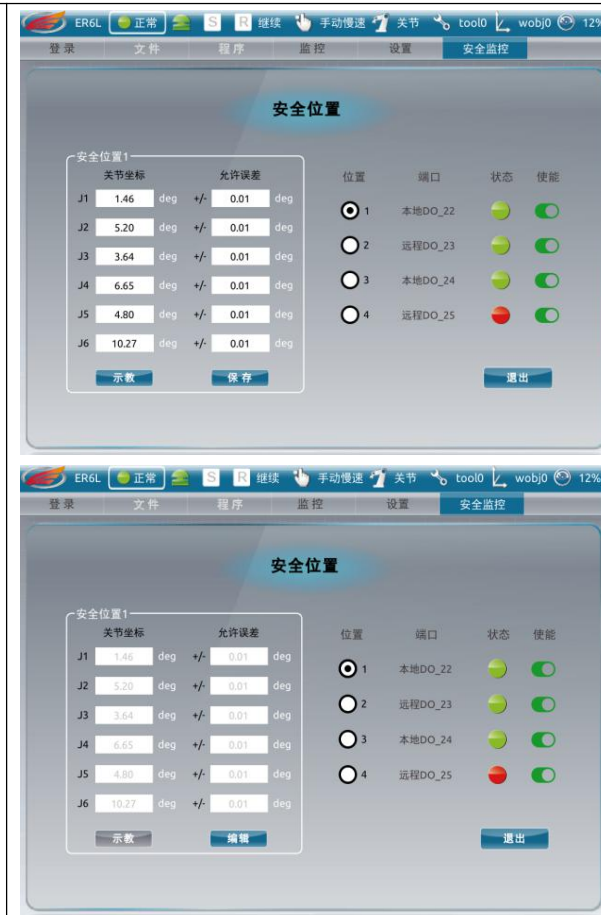 ER6L 正常 S R 继续 手动慢速 关节 tool0 wobj0 12%
登录 文件 程序 监控 设置 安全监控
安全位置
安全位置1
关节坐标 允许误差 位置 端口 状态 使能
J1 1.46 deg +/- 0.01 deg 1 本地DO_22
J2 5.20 deg +/- 0.01 deg 2 远程DO_23
J3 3.64 deg +/- 0.01 deg 3 本地DO_24
J4 6.65 deg +/- 0.01 deg 4 远程DO_25
J5 4.80 deg +/- 0.01 deg
J6 10.27 deg +/- 0.01 deg
示教 保存 退出
ER6L 正常 S R 继续 手动慢速 关节 tool0 wobj0 12%
登录 文件 程序 监控 设置 安全监控
安全位置
安全位置1
关节坐标 允许误差 位置 端口 状态 使能
J1 1.46 deg +/- 0.01 deg 1 本地DO_22
J2 5.20 deg +/- 0.01 deg 2 远程DO_23
J3 3.64 deg +/- 0.01 deg 3 本地DO_24
J4 6.65 deg +/- 0.01 deg 4 远程DO_25
J5 4.80 deg +/- 0.01 deg
J6 10.27 deg +/- 0.01 deg
示教 编辑 退出